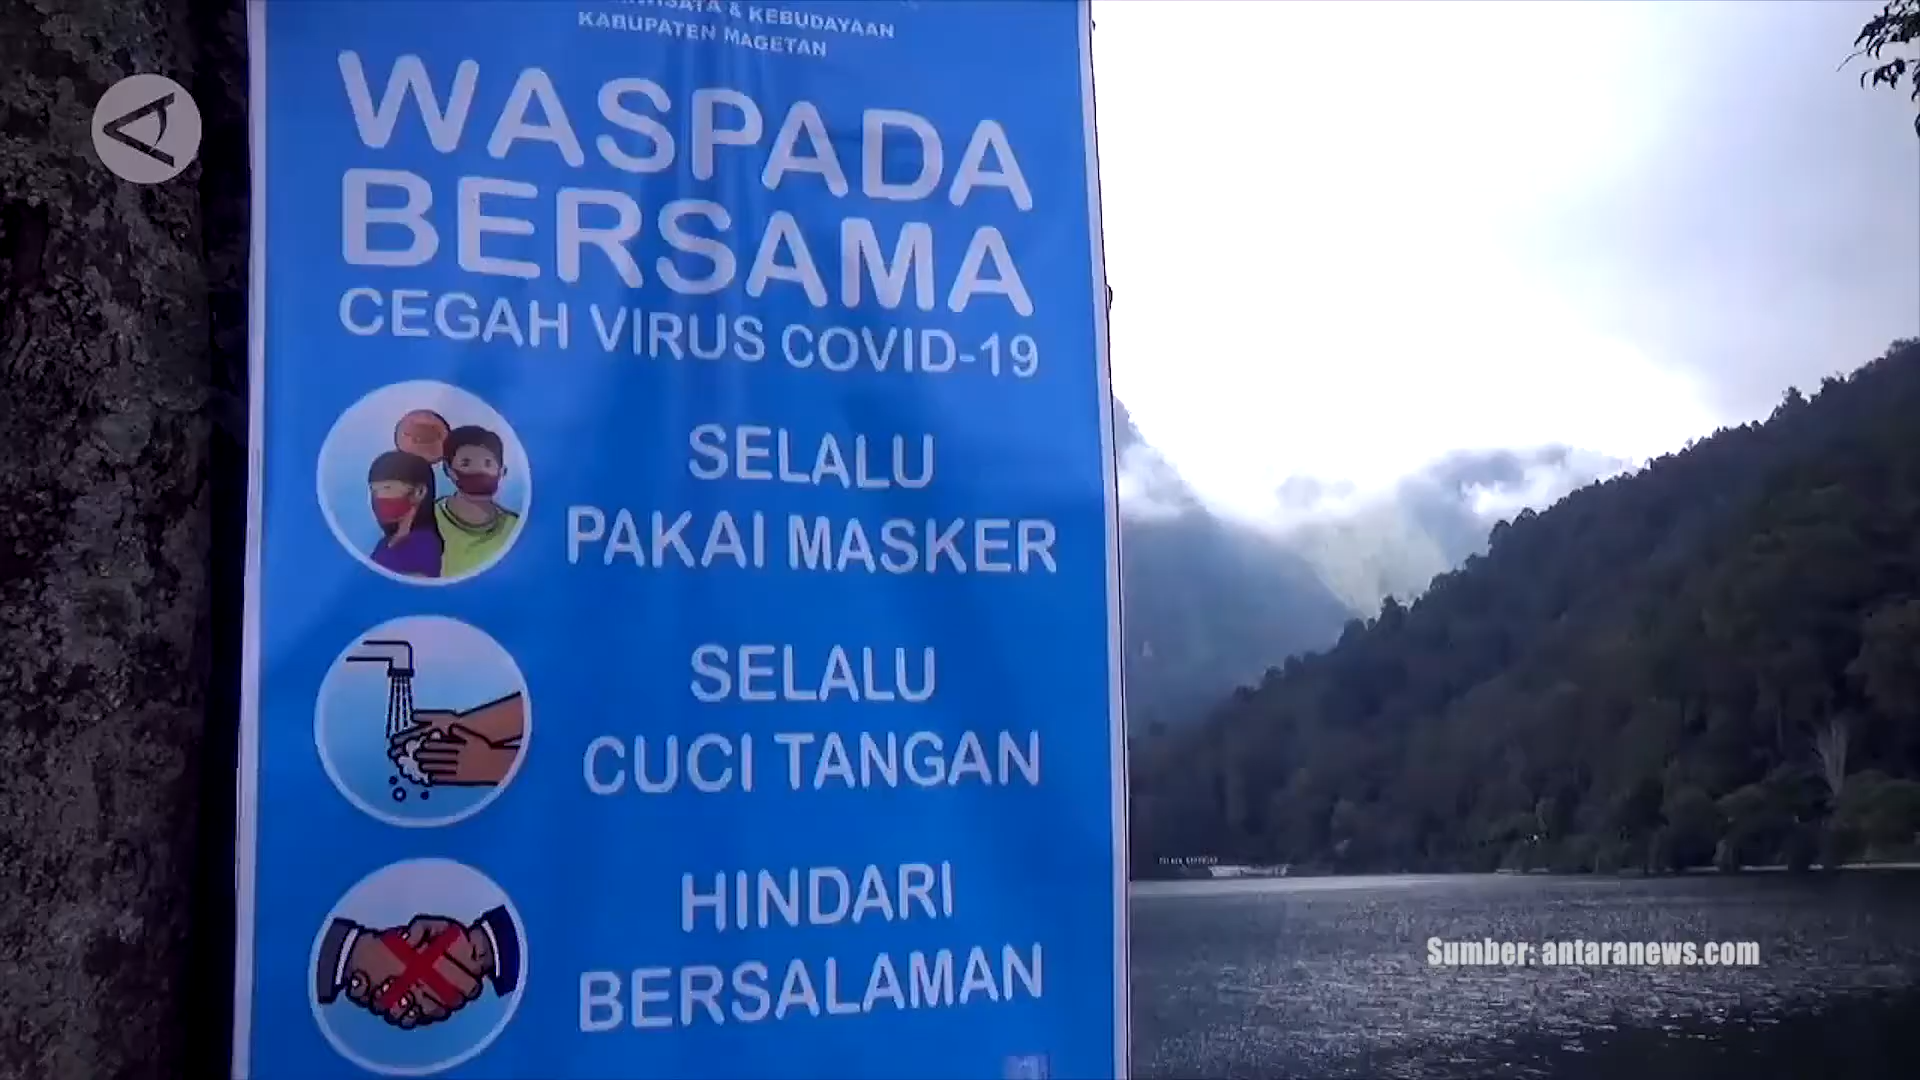 & KEBUDAYAAN
KABUPATEN MAGETAN
WASPADA
BERSAMA
CEGAH VIRUS COVID-19
SELALU
PAKAI MASKER
SELALU
CUCI TANGAN
HINDARI
BERSALAMAN
Sumber: antaranews.com